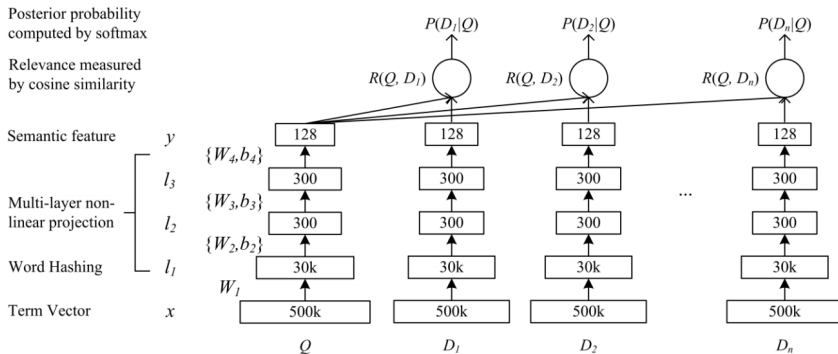 Posterior probability
computed by softmax
P(D₁|Q) P(D₂|Q) P(Dₙ|Q)
Relevance measured
by cosine similarity
R(Q, D₁) R(Q, D₂) R(Q, Dₙ)
Semantic feature y 128 128 128 128
{W₄,b₄}
l₃ 300 300 300 300
Multi-layer non-
linear projection
{W₃,b₃} ...
l₂ 300 300 300 300
{W₂,b₂}
Word Hashing l₁ 30k 30k 30k 30k
W₁
Term Vector x 500k 500k 500k 500k
Q D₁ D₂ Dₙ